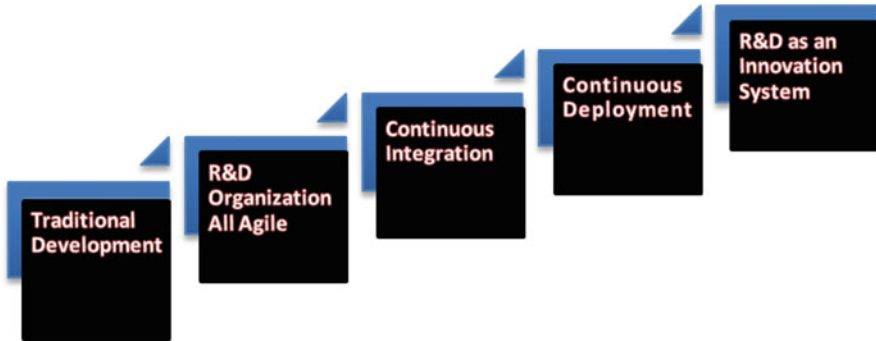 Traditional
Development
R&D
Organization
All Agile
Continuous
Integration
Continuous
Deployment
R&D as an
Innovation
System